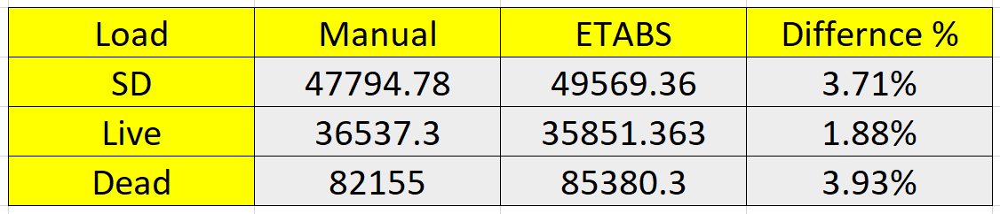 Load Manual ETABS Differnce %
SD 47794.78 49569.36 3.71%
Live 36537.3 35851.363 1.88%
Dead 82155 85380.3 3.93%